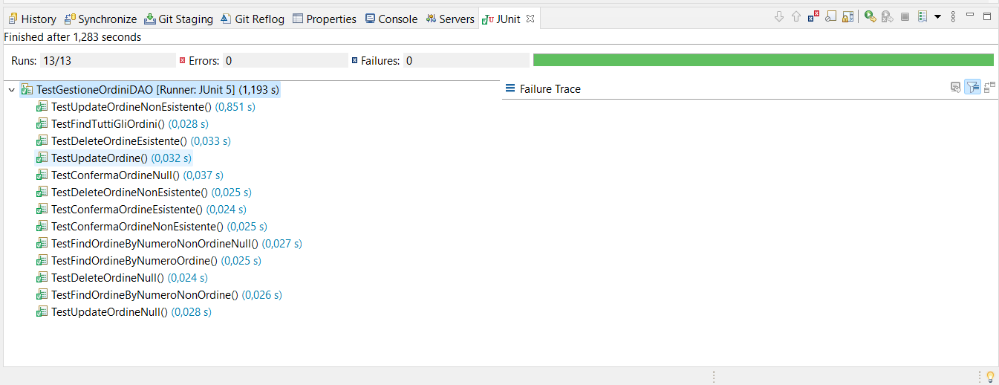 History Synchronize Git Staging Git Reflog Properties Console Servers JUnit
Finished after 1,283 seconds
Runs: 13/13 Errors: 0 Failures: 0
TestGestioneOrdiniDAO [Runner: JUnit 5] (1,193 s)
Failure Trace
TestUpdateOrdineNonEsistente() (0,851 s)
TestFindTuttiGliOrdini() (0,028 s)
TestDeleteOrdineEsistente() (0,033 s)
TestUpdateOrdine() (0,032 s)
TestConfermaOrdineNull() (0,037 s)
TestDeleteOrdineNonEsistente() (0,025 s)
TestConfermaOrdineEsistente() (0,024 s)
TestConfermaOrdineNonEsistente() (0,025 s)
TestFindOrdineByNumeroNonOrdineNull() (0,027 s)
TestFindOrdineByNumeroOrdine() (0,025 s)
TestDeleteOrdineNull() (0,024 s)
TestFindOrdineByNumeroNonOrdine() (0,026 s)
TestUpdateOrdineNull() (0,028 s)